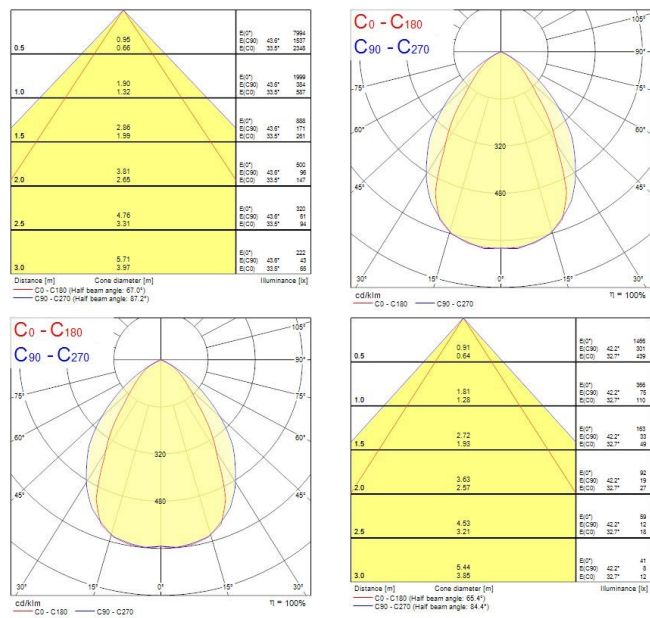 0.95
0.66
0.5
E(0°) 7994
E(C90) 43.6° 1537
E(C0) 33.5° 2348
1.90
1.32
1.0
E(0°) 1999
E(C90) 43.6° 384
E(C0) 33.5° 587
2.86
1.99
1.5
E(0°) 888
E(C90) 43.6° 171
E(C0) 33.5° 261
3.81
2.65
2.0
E(0°) 500
E(C90) 43.6° 96
E(C0) 33.5° 147
4.76
3.31
2.5
E(0°) 320
E(C90) 43.6° 61
E(C0) 33.5° 94
5.71
3.97
3.0
E(0°) 222
E(C90) 43.6° 43
E(C0) 33.5° 65
Distance [m] Cone diameter [m] Illuminance [lx]
C0 - C180 (Half beam angle: 67.0°)
C90 - C270 (Half beam angle: 87.2°)
C0 - C180
C90 - C270
105°
90° 90°
75° 75°
60° 60°
45° 45°
320
480
30° 15° 0° 15° 30°
cd/klm η = 100%
C0 - C180 C90 - C270
C0 - C180
C90 - C270
105°
90° 90°
75° 75°
60° 60°
45° 45°
320
480
30° 15° 0° 15° 30°
cd/klm η = 100%
C0 - C180 C90 - C270
0.91
0.64
0.5
E(0°) 1466
E(C90) 42.2° 301
E(C0) 32.7° 439
1.81
1.28
1.0
E(0°) 366
E(C90) 42.2° 75
E(C0) 32.7° 110
2.72
1.93
1.5
E(0°) 163
E(C90) 42.2° 33
E(C0) 32.7° 49
3.63
2.57
2.0
E(0°) 92
E(C90) 42.2° 19
E(C0) 32.7° 27
4.53
3.21
2.5
E(0°) 59
E(C90) 42.2° 12
E(C0) 32.7° 18
5.44
3.85
3.0
E(0°) 41
E(C90) 42.2° 8
E(C0) 32.7° 12
Distance [m] Cone diameter [m] Illuminance [lx]
C0 - C180 (Half beam angle: 65.4°)
C90 - C270 (Half beam angle: 84.4°)